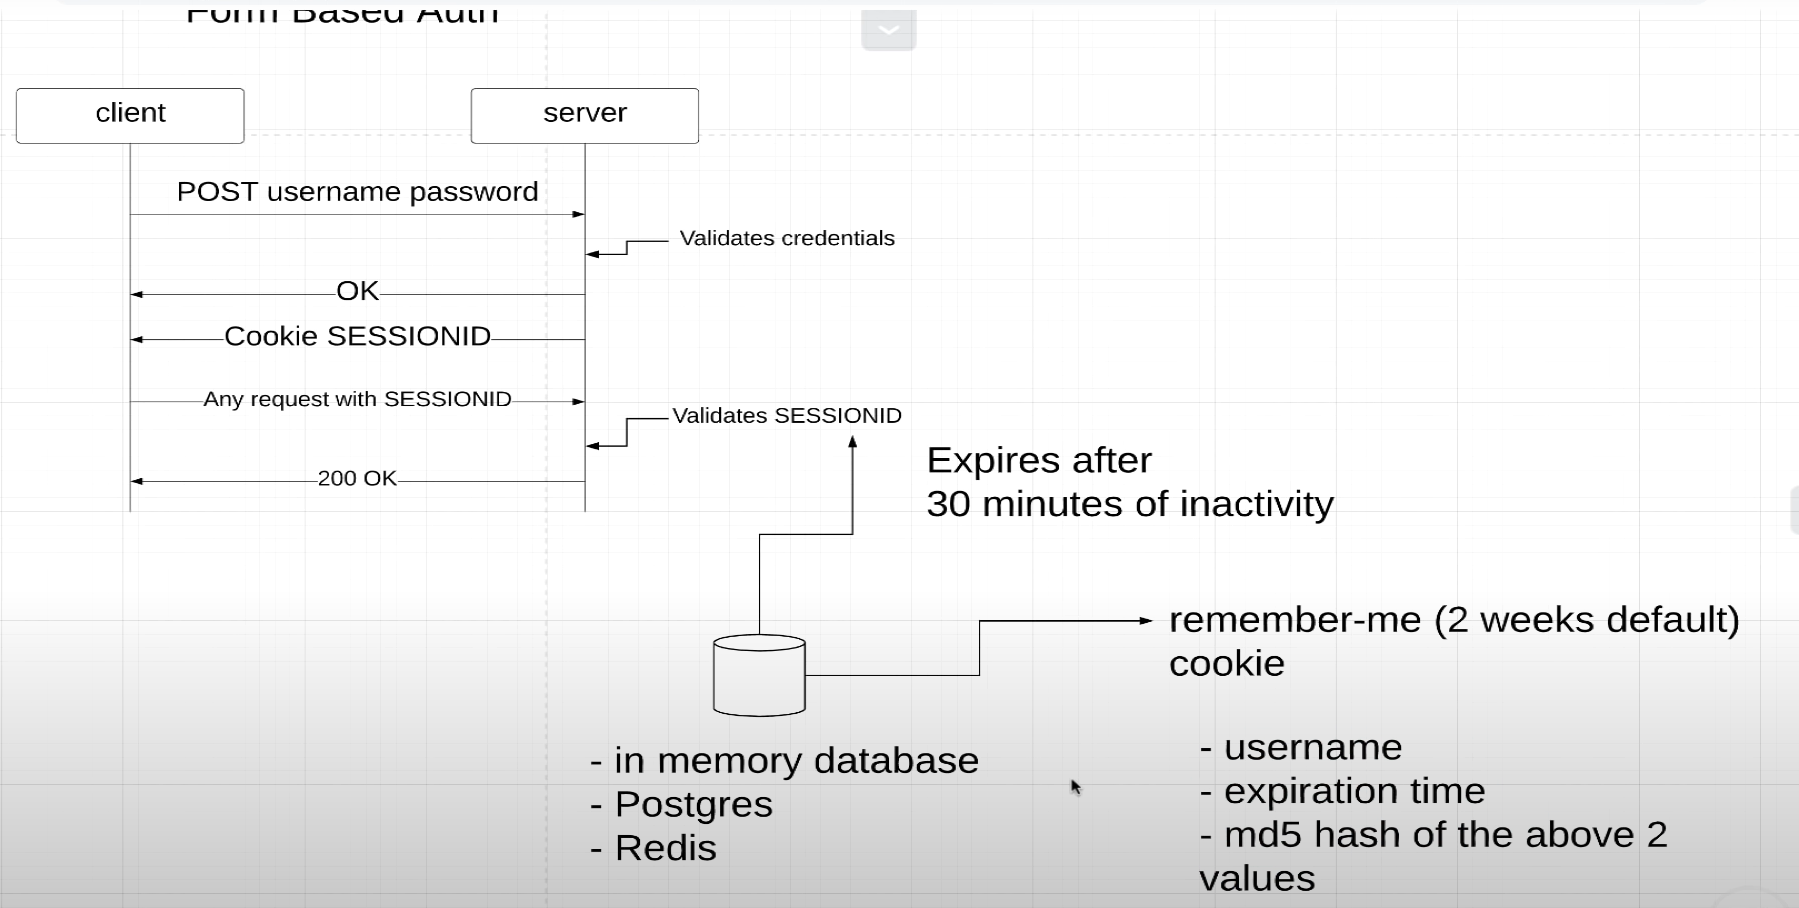 Form Based Auth
client
server
POST username password
Validates credentials
OK
Cookie SESSIONID
Any request with SESSIONID
Validates SESSIONID
Expires after
30 minutes of inactivity
200 OK
remember-me (2 weeks default)
cookie
- in memory database
- Postgres
- Redis
- username
- expiration time
- md5 hash of the above 2
values